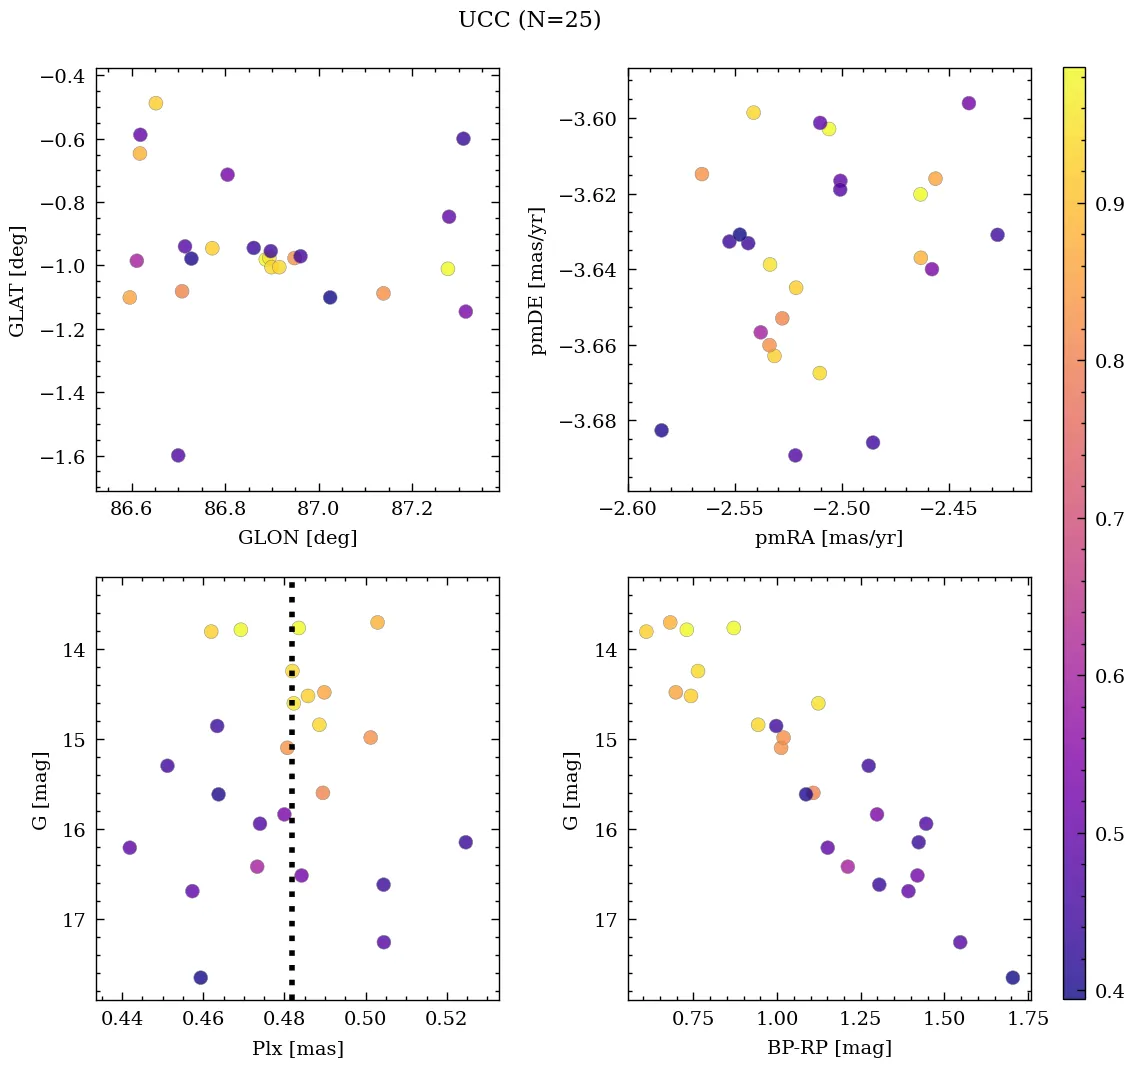 UCC (N=25)
−0.4
−0.6
−0.8
−1.0
−1.2
−1.4
−1.6
GLAT [deg]
86.6 86.8 87.0 87.2
GLON [deg]
−3.60
−3.62
−3.64
−3.66
−3.68
pmDE [mas/yr]
−2.60 −2.55 −2.50 −2.45
pmRA [mas/yr]
14
15
16
17
G [mag]
0.44 0.46 0.48 0.50 0.52
Plx [mas]
14
15
16
17
G [mag]
0.75 1.00 1.25 1.50 1.75
BP-RP [mag]
0.9
0.8
0.7
0.6
0.5
0.4